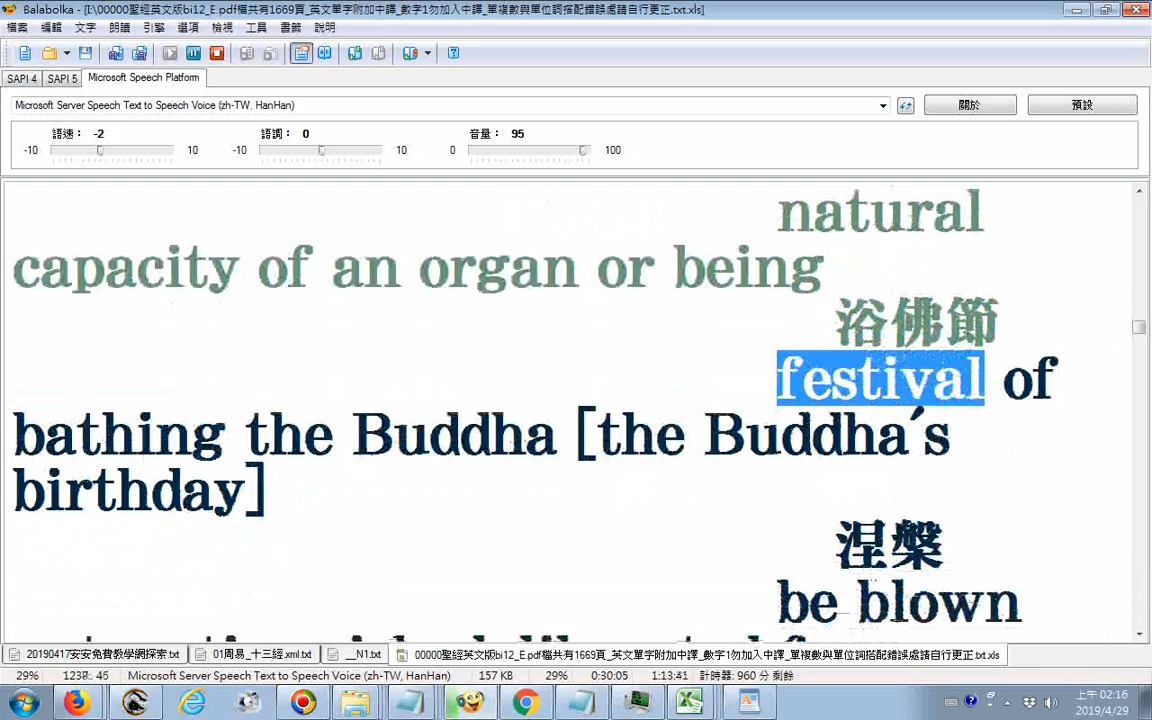 Balabolka - [I:\00000聖經英文版bi12_E.pdf檔共有1669頁_英文單字附加中譯_數字1勿加入中譯_單複數與單位詞搭配錯誤處請自行更正.txt.xls]
檔案 編輯 文字 朗讀 引擎 選項 檢視 工具 書籤 說明
SAPI 4 SAPI 5 Microsoft Speech Platform
Microsoft Server Speech Text to Speech Voice (zh-TW, HanHan) 關於 預設
語速： -2 語調： 0 音量： 95
-10 10 -10 10 0 100
natural
capacity of an organ or being
浴佛節
festival of
bathing the Buddha [the Buddha′s
birthday]
涅槃
be blown
20190417安安免費教學網探索.txt 01周易_十三經.xml.txt __N1.txt 00000聖經英文版bi12_E.pdf檔共有1669頁_英文單字附加中譯_數字1勿加入中譯_單複數與單位詞搭配錯誤處請自行更正.txt.xls
29% 1238: 45 Microsoft Server Speech Text to Speech Voice (zh-TW, HanHan) 157 KB 29% 0:30:05 1:13:41 計時器: 960 分 剩餘
上午 02:16
2019/4/29